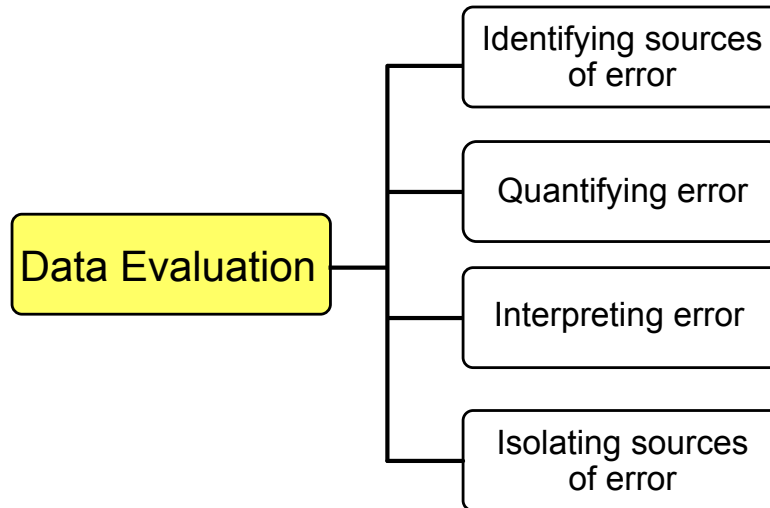 Identifying sources
of error
Quantifying error
Data Evaluation
Interpreting error
Isolating sources
of error